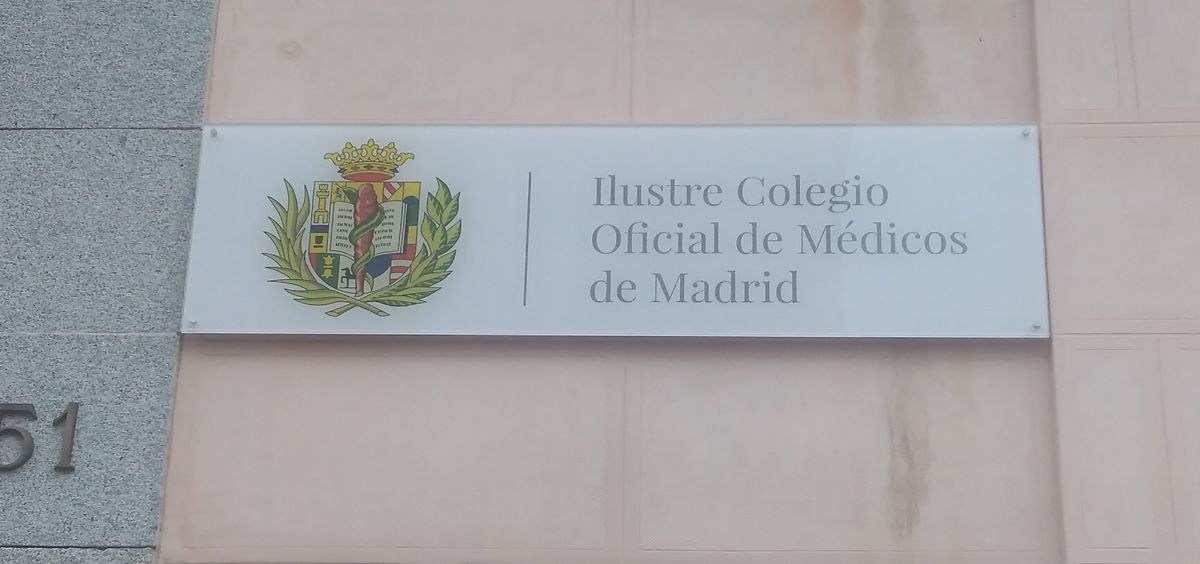 Ilustre Colegio
Oficial de Médicos
de Madrid
51